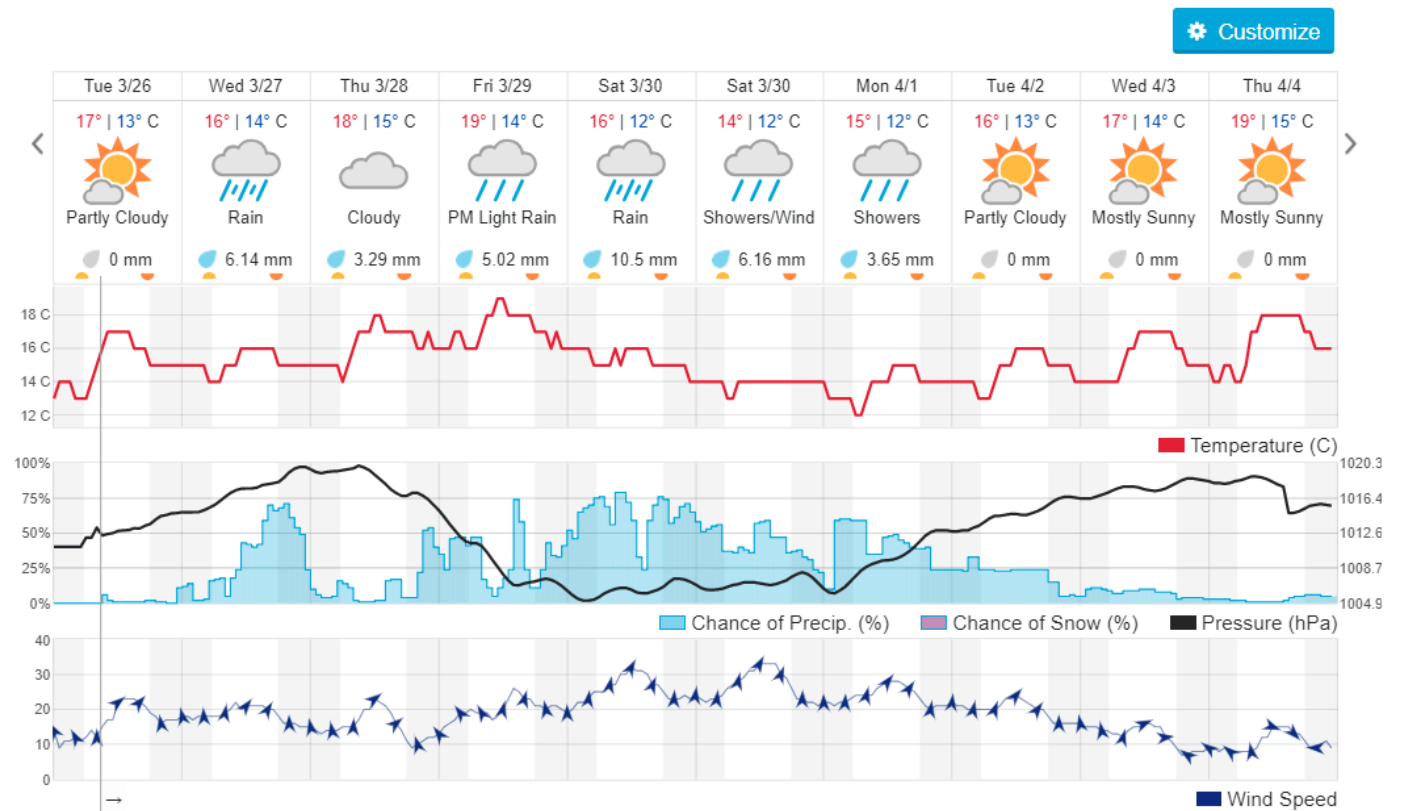 Customize
Tue 3/26 Wed 3/27 Thu 3/28 Fri 3/29 Sat 3/30 Sat 3/30 Mon 4/1 Tue 4/2 Wed 4/3 Thu 4/4
17° | 13° C 16° | 14° C 18° | 15° C 19° | 14° C 16° | 12° C 14° | 12° C 15° | 12° C 16° | 13° C 17° | 14° C 19° | 15° C
Partly Cloudy Rain Cloudy PM Light Rain Rain Showers/Wind Showers Partly Cloudy Mostly Sunny Mostly Sunny
0 mm 6.14 mm 3.29 mm 5.02 mm 10.5 mm 6.16 mm 3.65 mm 0 mm 0 mm 0 mm
18 C
16 C
14 C
12 C
Temperature (C)
100% 1020.3
75% 1016.4
50% 1012.6
25% 1008.7
0% 1004.9
Chance of Precip. (%) Chance of Snow (%) Pressure (hPa)
40
30
20
10
0
→ Wind Speed